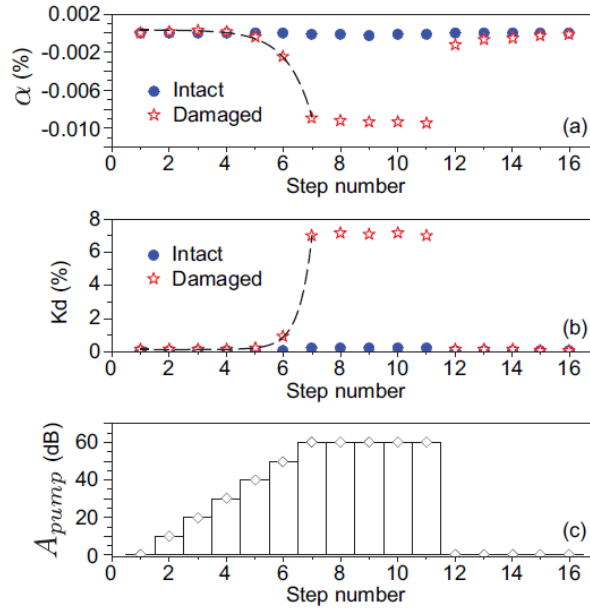 0.002
-0.002
-0.006
-0.010
α (%)
Intact
Damaged
(a)
0 2 4 6 8 10 12 14 16
Step number
8
6
4
2
0
Kd (%)
Intact
Damaged
(b)
0 2 4 6 8 10 12 14 16
Step number
60
40
20
0
A_pump (dB)
(c)
0 2 4 6 8 10 12 14 16
Step number